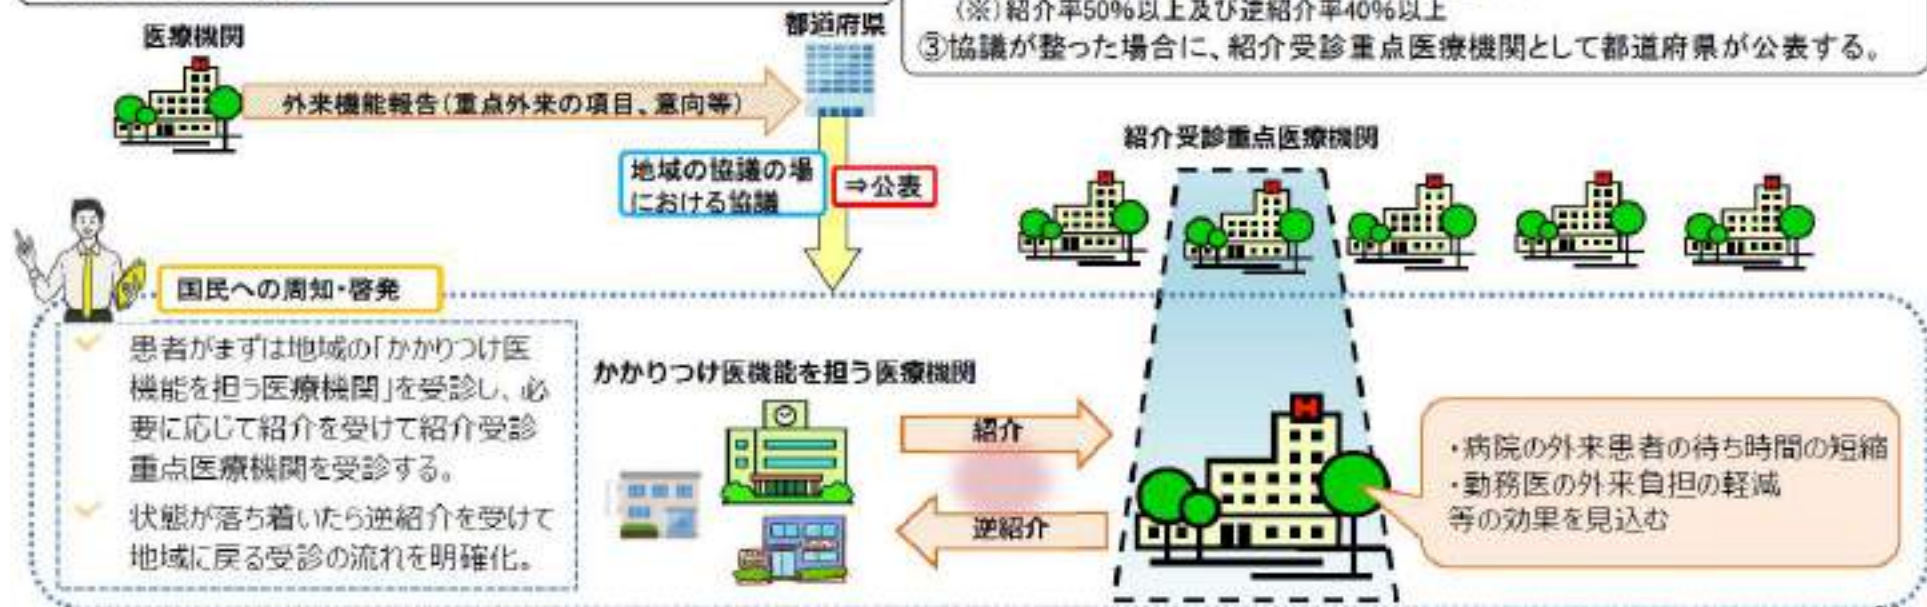 (※)紹介率50%以上及び逆紹介率40%以上
③協議が整った場合に、紹介受診重点医療機関として都道府県が公表する。
医療機関
都道府県
外来機能報告(重点外来の項目、意向等)
地域の協議の場
における協議
⇒公表
紹介受診重点医療機関
国民への周知・啓発
患者がまずは地域の「かかりつけ医
機能を担う医療機関」を受診し、必
要に応じて紹介を受けて紹介受診
重点医療機関を受診する。
状態が落ち着いたら逆紹介を受けて
地域に戻る受診の流れを明確化。
かかりつけ医機能を担う医療機関
紹介
逆紹介
H
・病院の外来患者の待ち時間の短縮
・勤務医の外来負担の軽減
等の効果を見込む